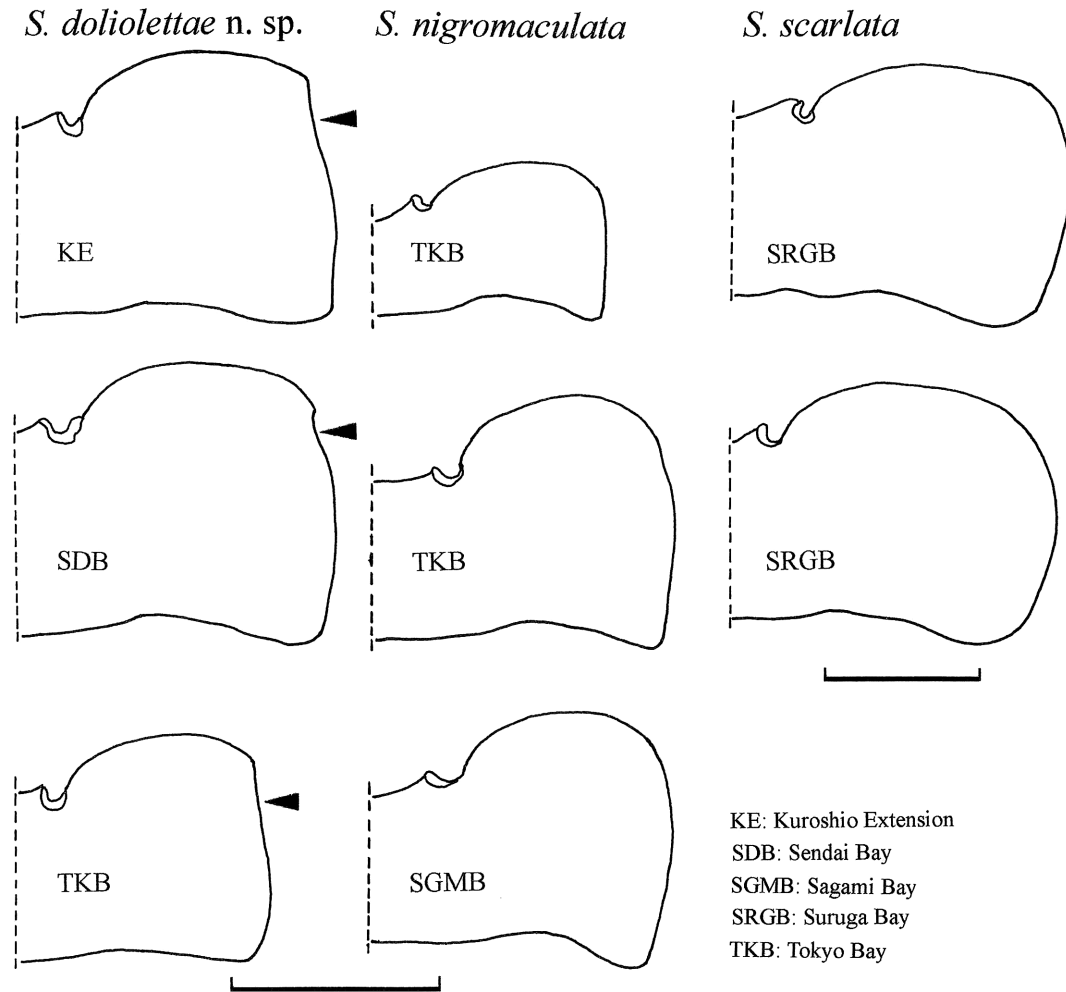 S. doliolettae n. sp.
S. nigromaculata
S. scarlata
KE
TKB
SRGB
SDB
TKB
SRGB
TKB
SGMB
KE: Kuroshio Extension
SDB: Sendai Bay
SGMB: Sagami Bay
SRGB: Suruga Bay
TKB: Tokyo Bay